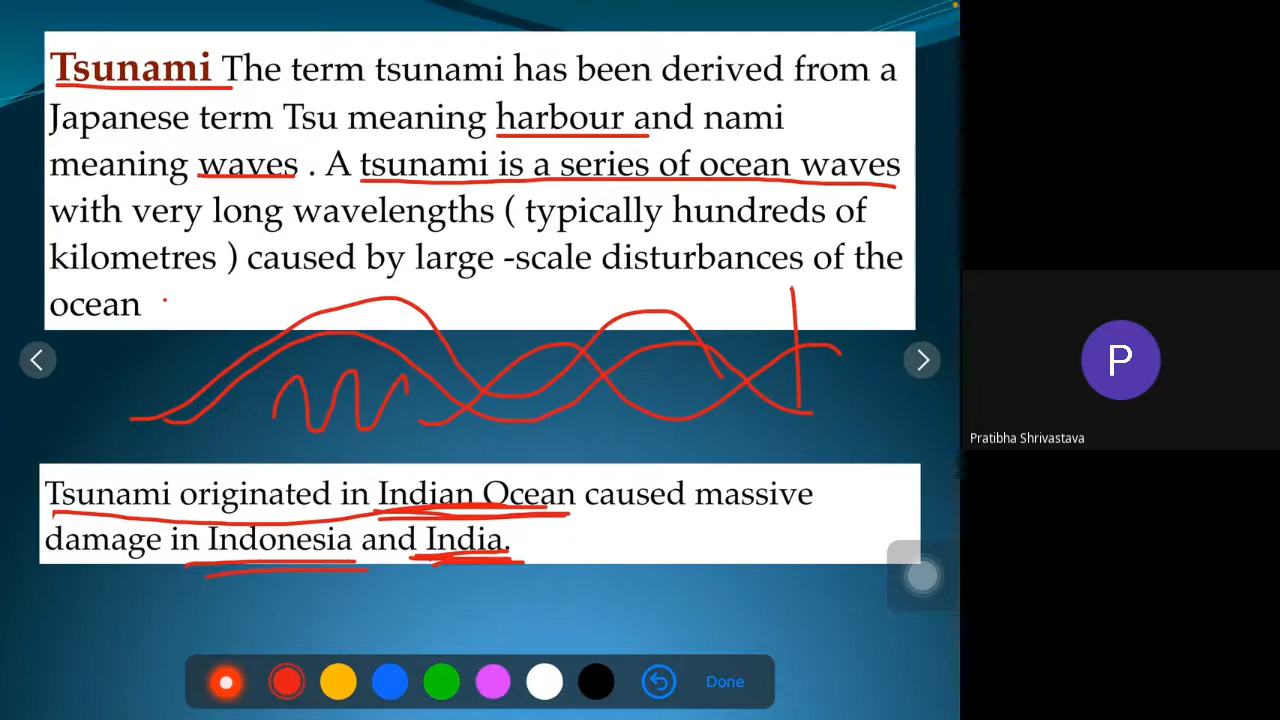 Tsunami The term tsunami has been derived from a
Japanese term Tsu meaning harbour and nami
meaning waves . A tsunami is a series of ocean waves
with very long wavelengths ( typically hundreds of
kilometres ) caused by large -scale disturbances of the
ocean
Tsunami originated in Indian Ocean caused massive
damage in Indonesia and India.
Done
P
Pratibha Shrivastava